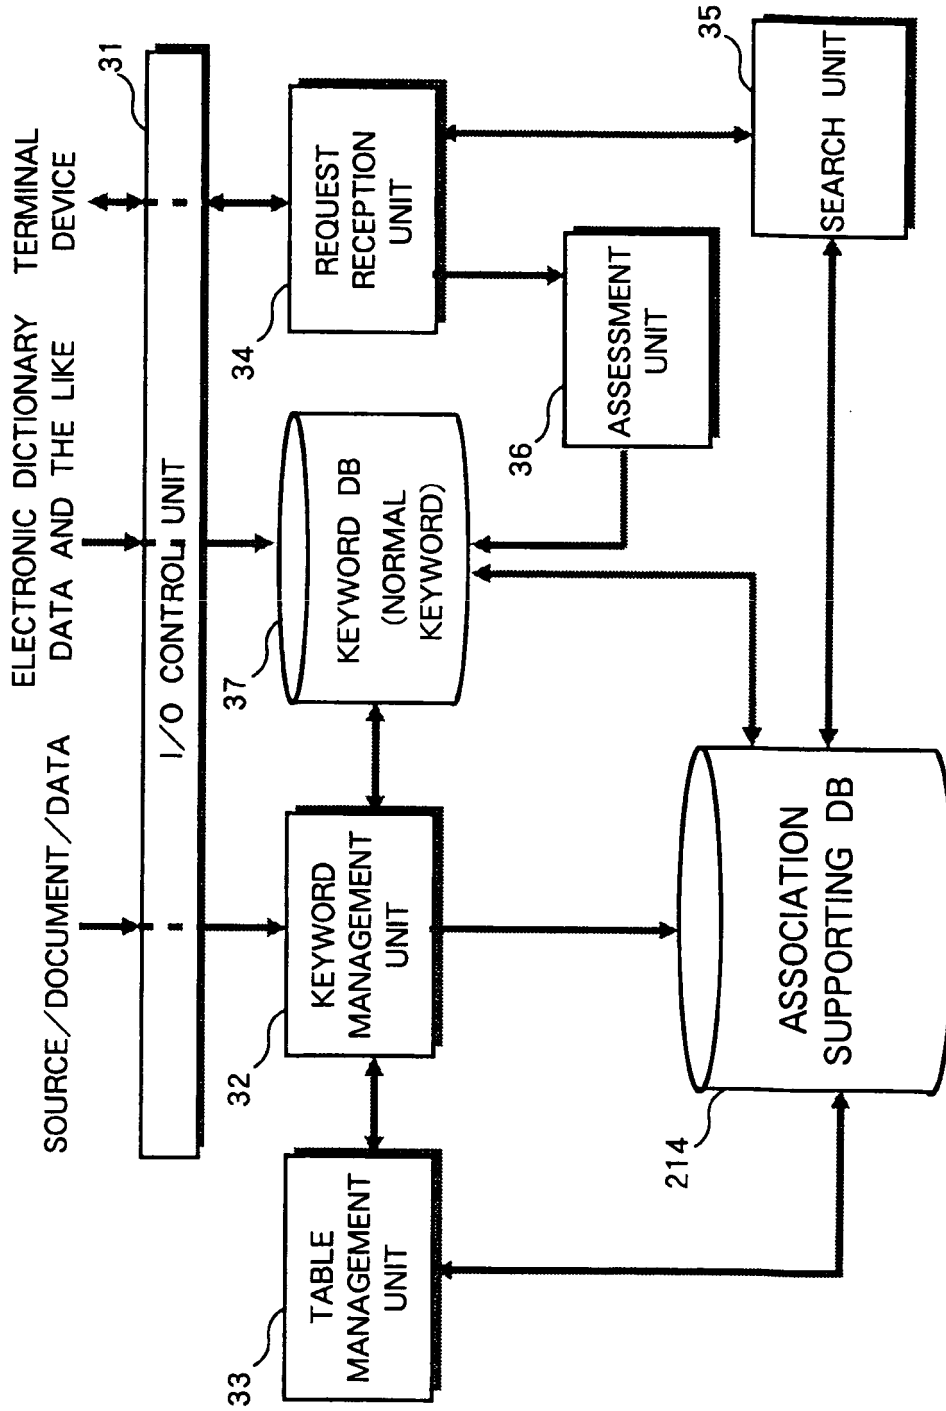 SOURCE/DOCUMENT/DATA
ELECTRONIC DICTIONARY
DATA AND THE LIKE
TERMINAL
DEVICE
31
I/O CONTROL UNIT
33
TABLE
MANAGEMENT
UNIT
32
KEYWORD
MANAGEMENT
UNIT
37
KEYWORD DB
(NORMAL
KEYWORD)
34
REQUEST
RECEPTION
UNIT
36
ASSESSMENT
UNIT
214
ASSOCIATION
SUPPORTING DB
35
SEARCH UNIT